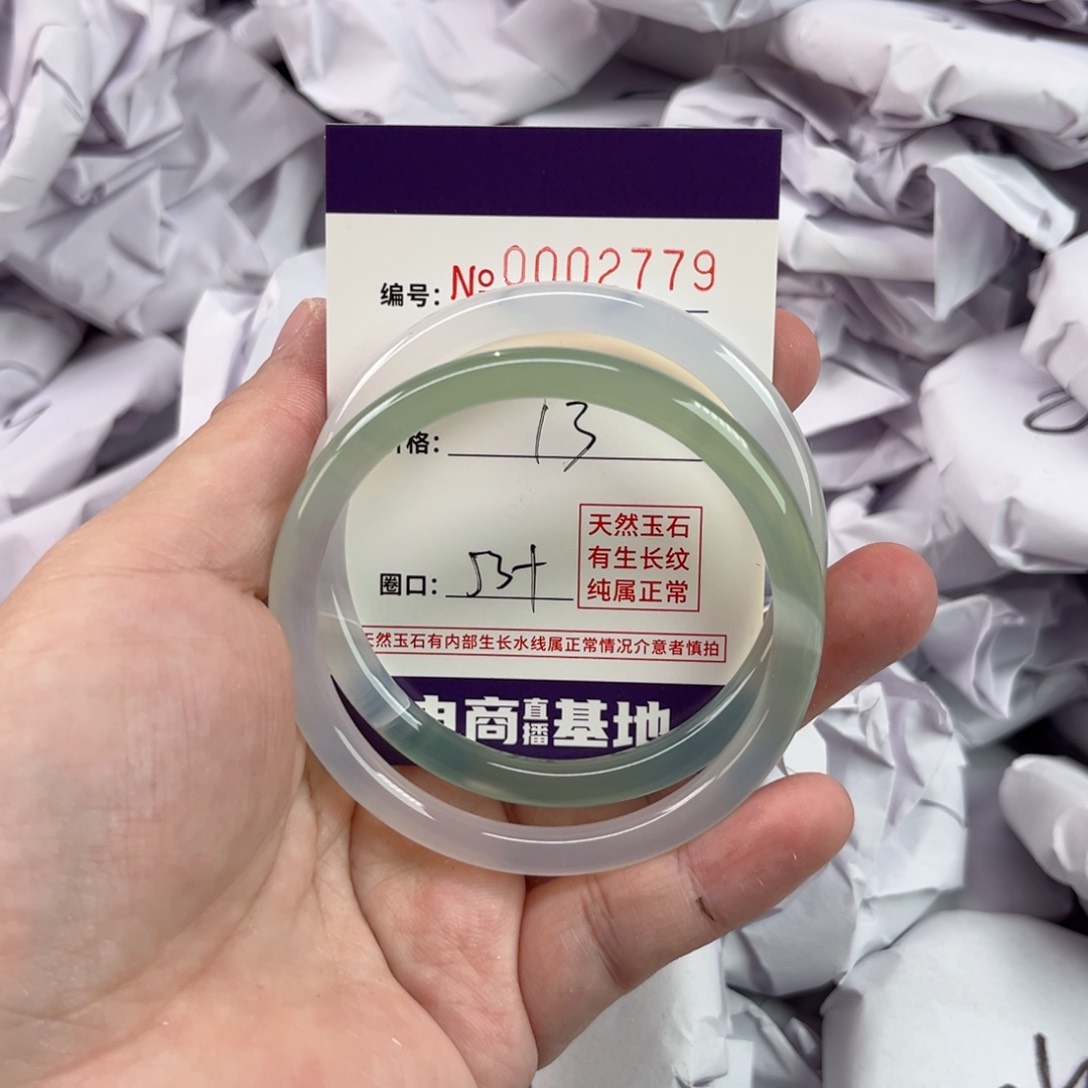 编号: №0002779
格: 13
圈口: 53+
天然玉石
有生长纹
纯属正常
天然玉石有内部生长水线属正常情况介意者慎拍
电商直播基地